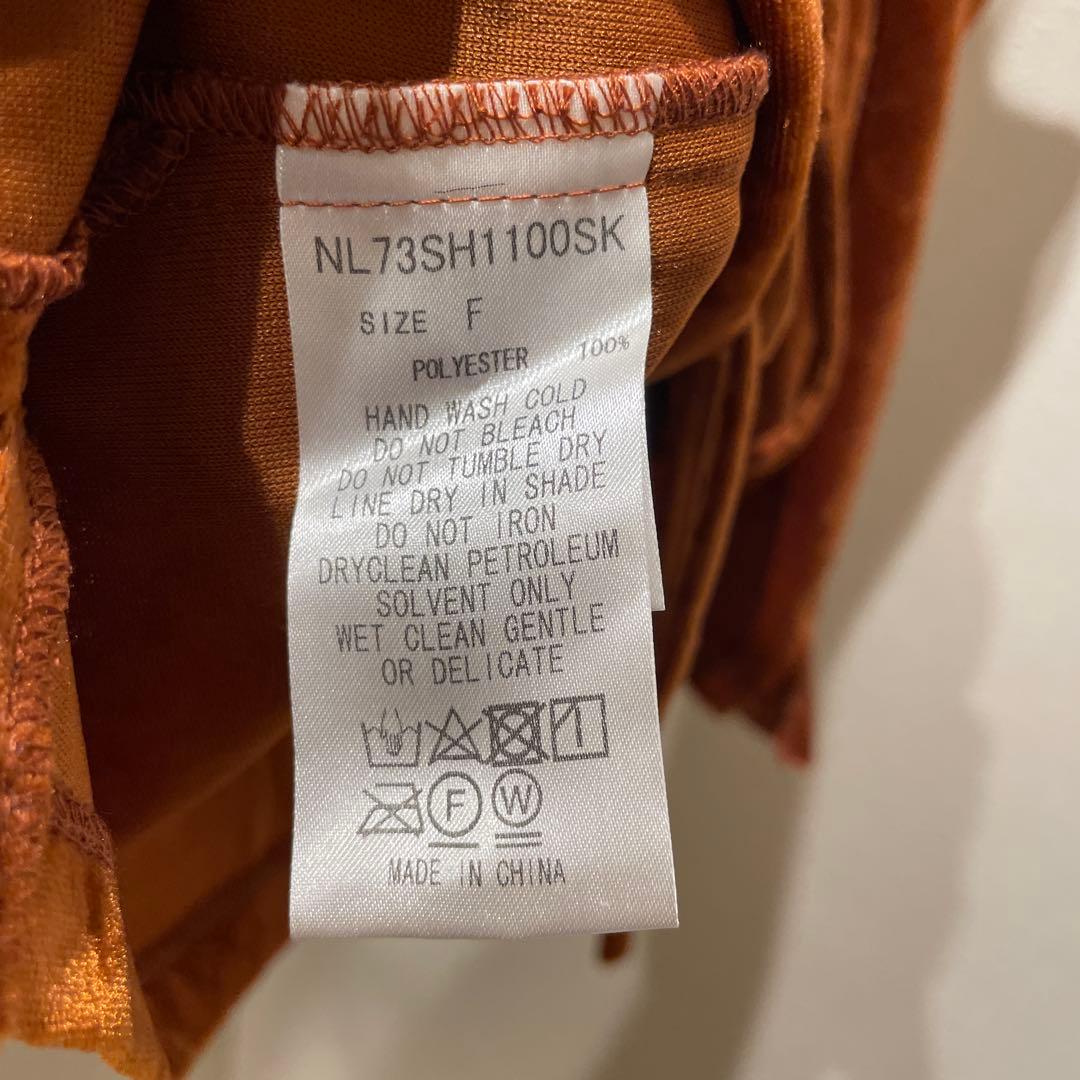 NL73SH1100SK
SIZE F
POLYESTER 100%
HAND WASH COLD
DO NOT BLEACH
DO NOT TUMBLE DRY
LINE DRY IN SHADE
DO NOT IRON
DRYCLEAN PETROLEUM
SOLVENT ONLY
WET CLEAN GENTLE
OR DELICATE
F W
MADE IN CHINA